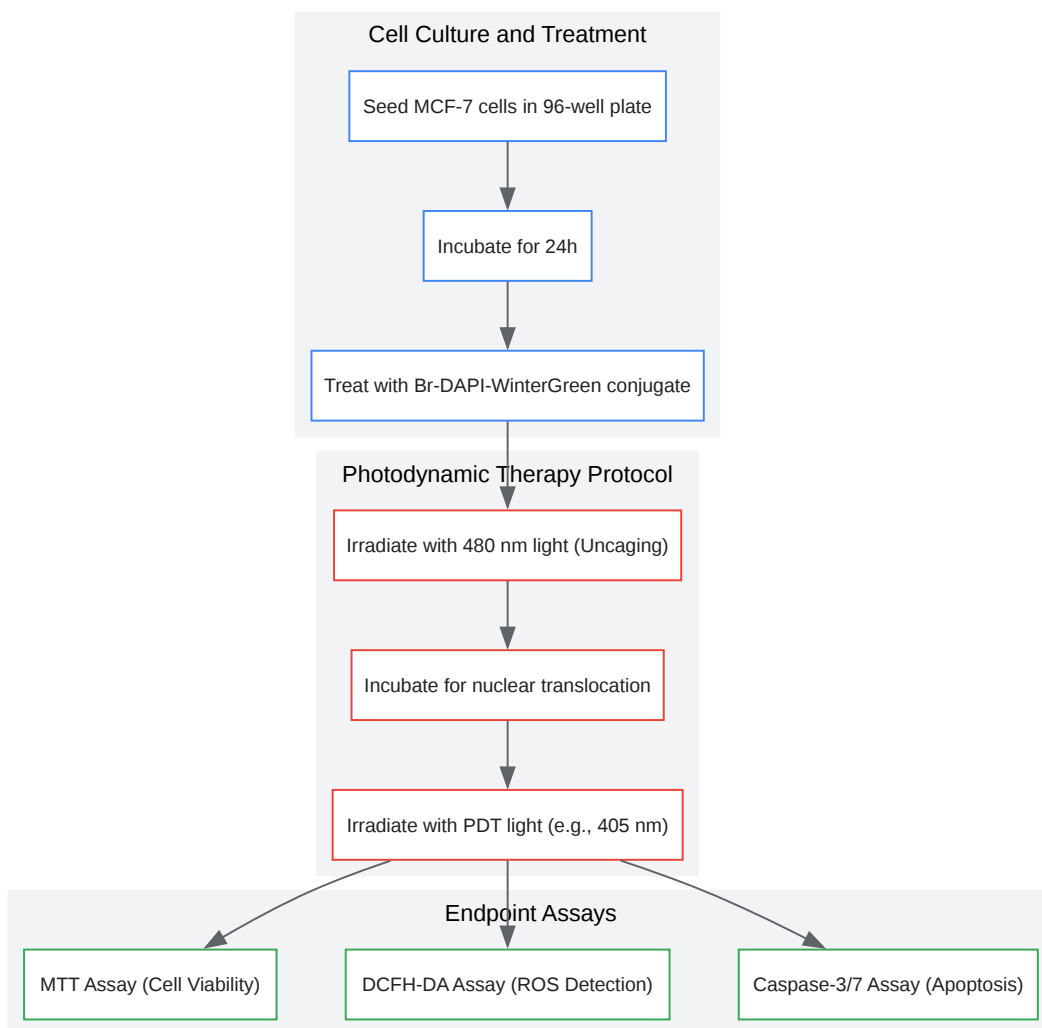 Cell Culture and Treatment
Seed MCF-7 cells in 96-well plate
Incubate for 24h
Treat with Br-DAPI-WinterGreen conjugate
Photodynamic Therapy Protocol
Irradiate with 480 nm light (Uncaging)
Incubate for nuclear translocation
Irradiate with PDT light (e.g., 405 nm)
Endpoint Assays
MTT Assay (Cell Viability)
DCFH-DA Assay (ROS Detection)
Caspase-3/7 Assay (Apoptosis)